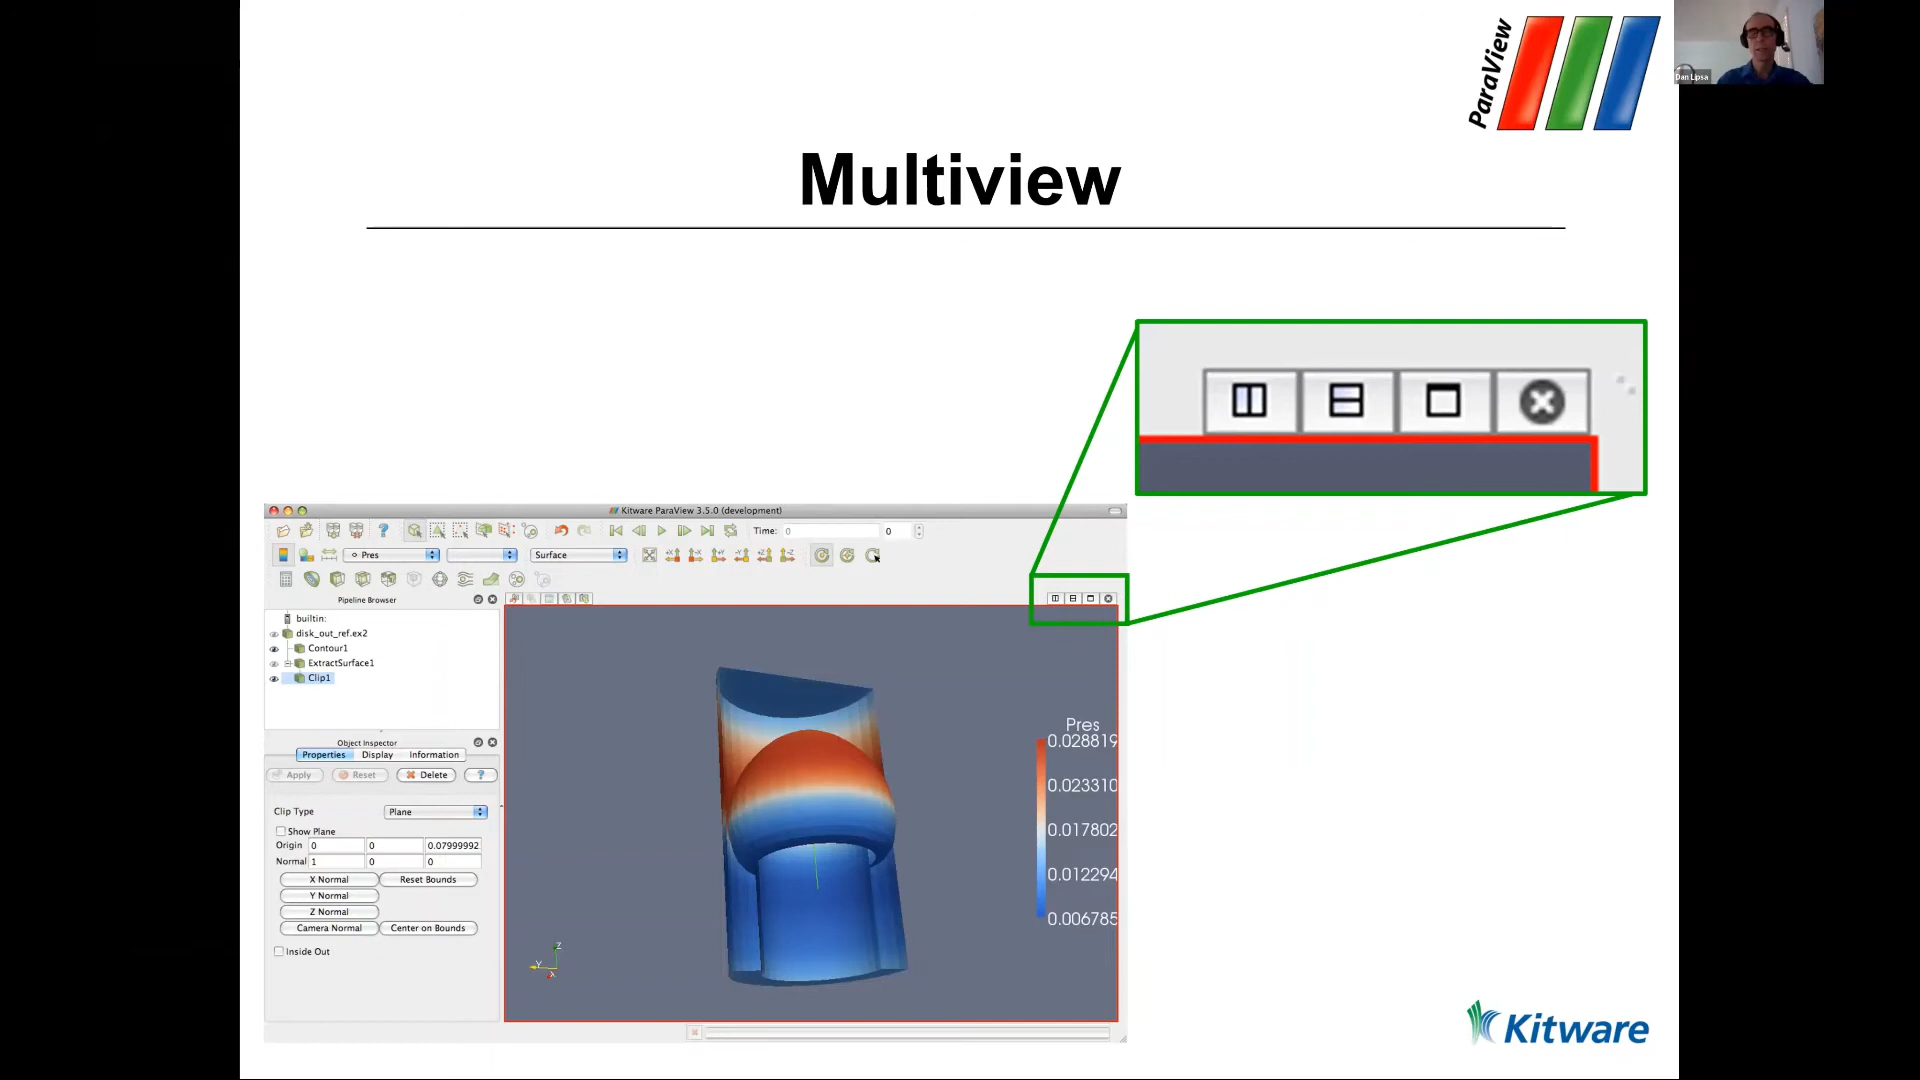 ParaView
Dan Lipsa
Multiview
Kitware ParaView 3.5.0 (development)
Time: 0 0
Pres Surface
+X -X +Y -Y +Z -Z
Pipeline Browser
builtin:
disk_out_ref.ex2
Contour1
ExtractSurface1
Clip1
Object Inspector
Properties Display Information
Apply Reset Delete ?
Clip Type Plane
Show Plane
Origin 0 0 0.07999992
Normal 1 0 0
X Normal Reset Bounds
Y Normal
Z Normal
Camera Normal Center on Bounds
Inside Out
Pres
0.028819
0.023310
0.017802
0.012294
0.006785
Z
Y
X
Kitware